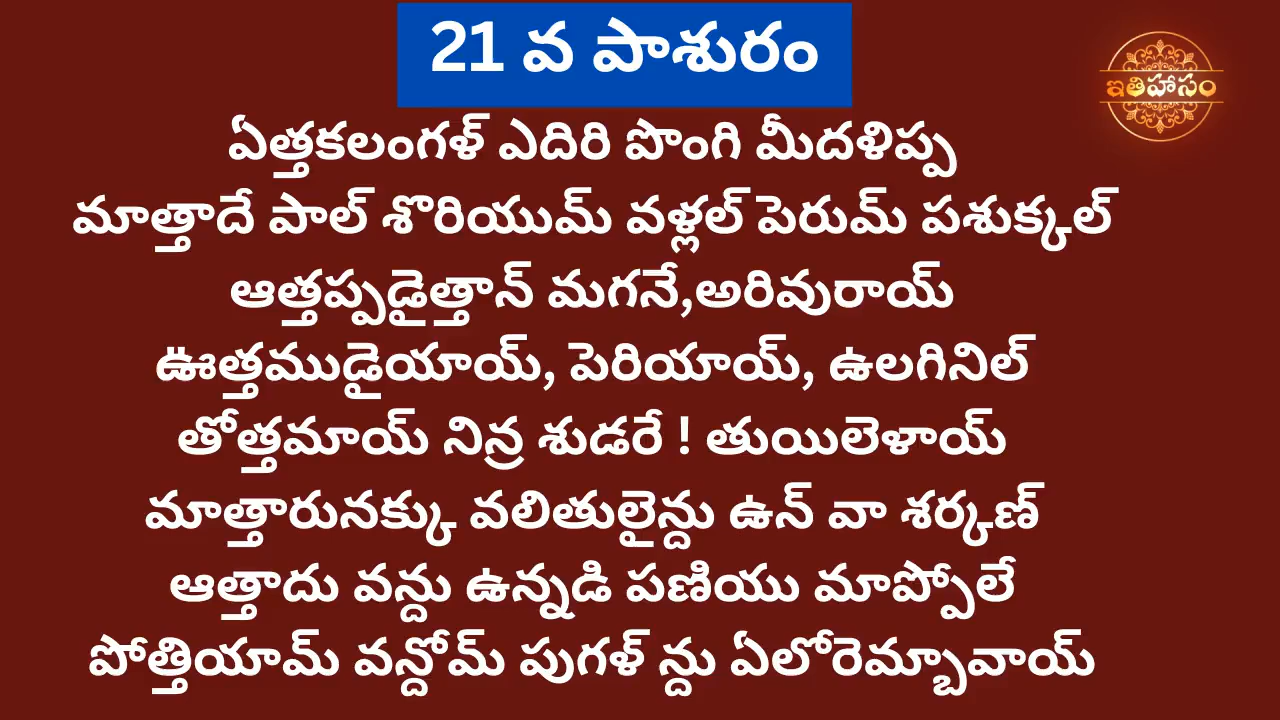 21 వ పాశురం
ఇతిహాసం
ఏత్తకలంగళ్ ఎదిరి పొంగి మీదళిప్ప
మాత్తాదే పాల్ శొరియుమ్ వళ్లల్ పెరుమ్ పశుక్కల్
ఆత్తప్పడైత్తాన్ మగనే,అరివురాయ్
ఊత్తముడైయాయ్, పెరియాయ్, ఉలగినిల్
తోత్తమాయ్ నిన్ర శుడరే ! తుయిలెళాయ్
మాత్తారునక్కు వలితులైన్దు ఉన్ వా శర్కణ్
ఆత్తాదు వన్దు ఉన్నడి పణియు మాప్పోలే
పోత్తియామ్ వన్దోమ్ పుగళ్ న్దు ఏలోరెమ్బావాయ్